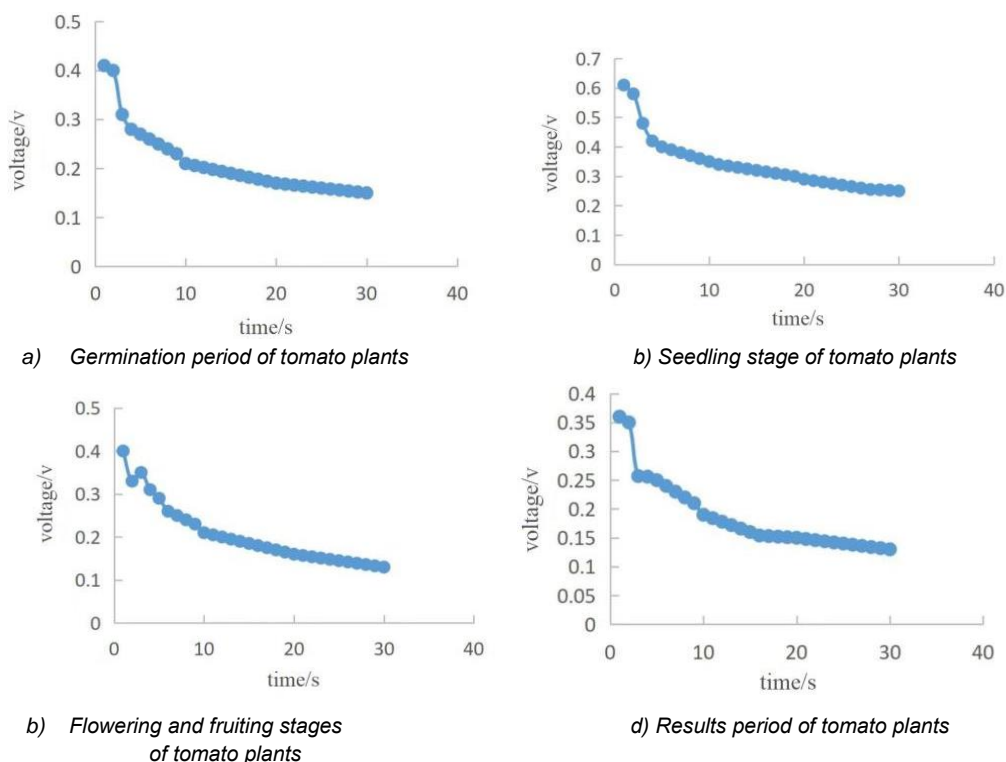 0.5
0.4
0.3
0.2
0.1
0
voltage/v
0 10 20 30 40
time/s
a) Germination period of tomato plants
0.7
0.6
0.5
0.4
0.3
0.2
0.1
0
voltage/v
0 10 20 30 40
time/s
b) Seedling stage of tomato plants
0.5
0.4
0.3
0.2
0.1
0
voltage/v
0 10 20 30 40
time/s
b) Flowering and fruiting stages
of tomato plants
0.4
0.35
0.3
0.25
0.2
0.15
0.1
0.05
0
voltage/v
0 10 20 30 40
time/s
d) Results period of tomato plants